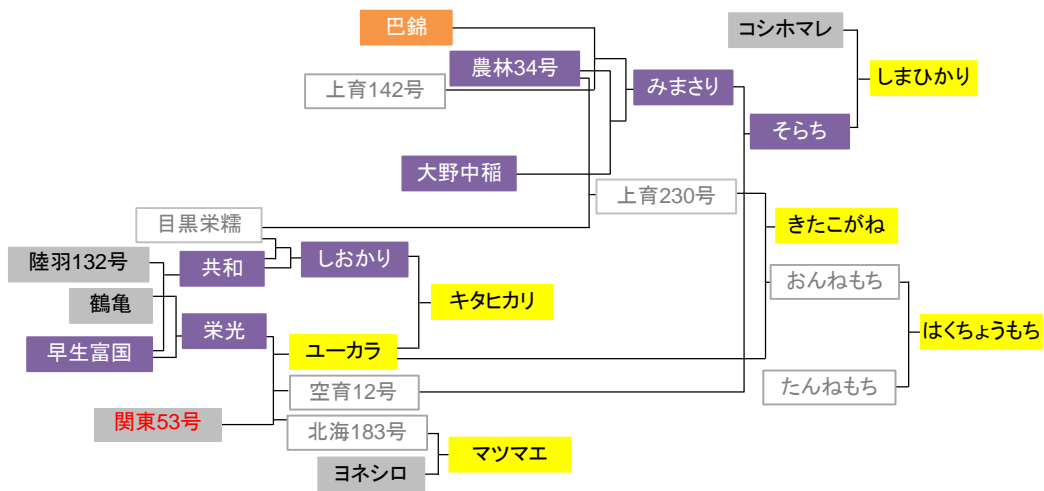 巴錦
コシホマレ
農林34号
しまひかり
上育142号
みまさり
そらち
大野中稲
上育230号
目黒栄糯
きたこがね
陸羽132号
共和
しおかり
おんねもち
鶴亀
キタヒカリ
栄光
はくちょうもち
早生富国
ユーカラ
空育12号
たんねもち
関東53号
北海183号
マツマエ
ヨネシロ